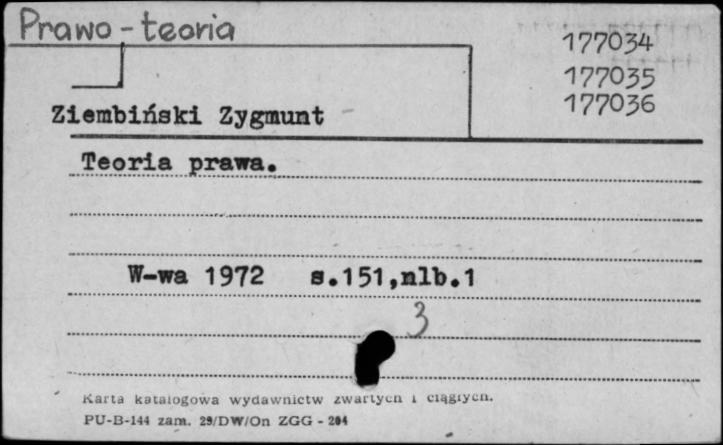 Prawo - teoria
177034
177035
177036
Ziembiński Zygmunt
Teoria prawa.
W-wa 1972 s.151,nlb.1
3
Karta katalogowa wydawnictw zwartych i ciągłych.
PU-B-144 zam. 29/DW/On ZGG - 204